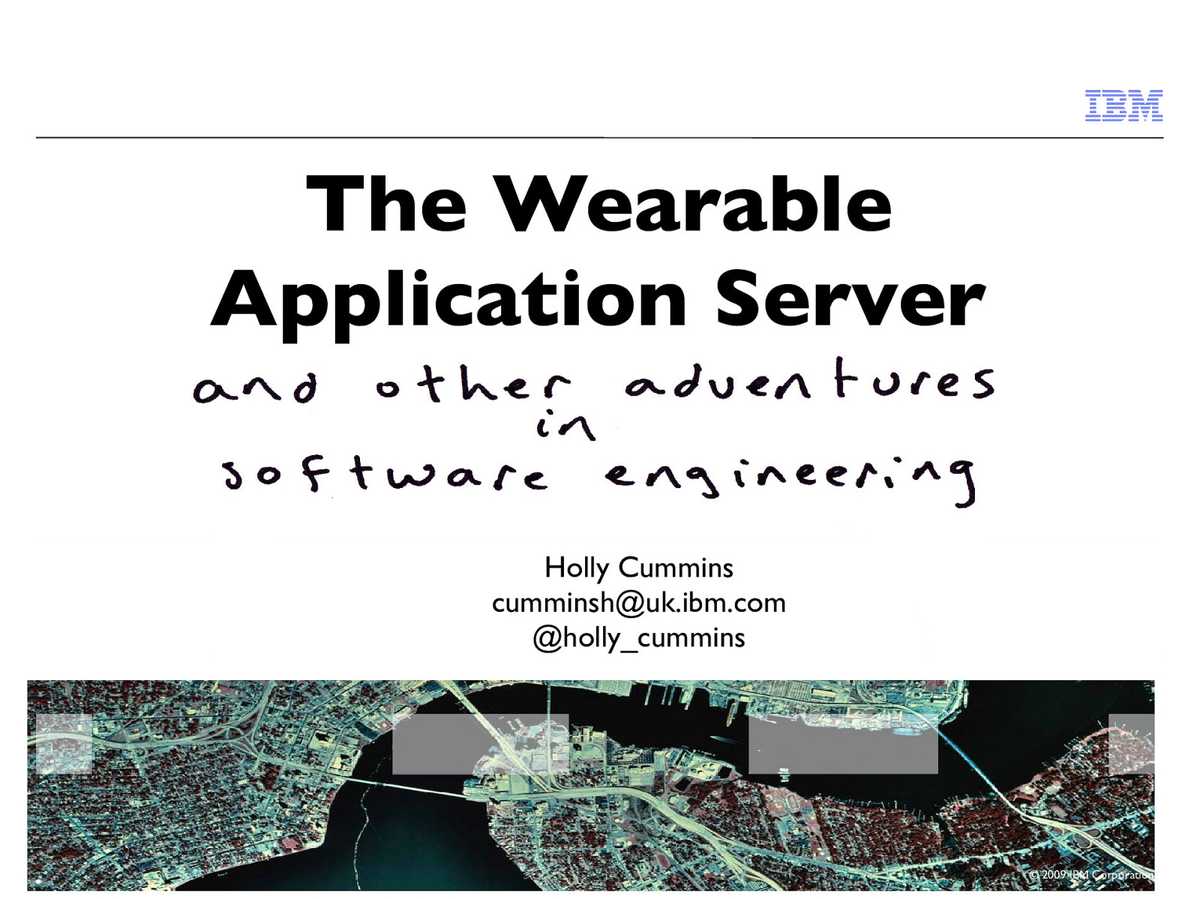 IBM
The Wearable
Application Server
and other adventures
in
software engineering
Holly Cummins
cumminsh@uk.ibm.com
@holly_cummins
© 2009 IBM Corporation